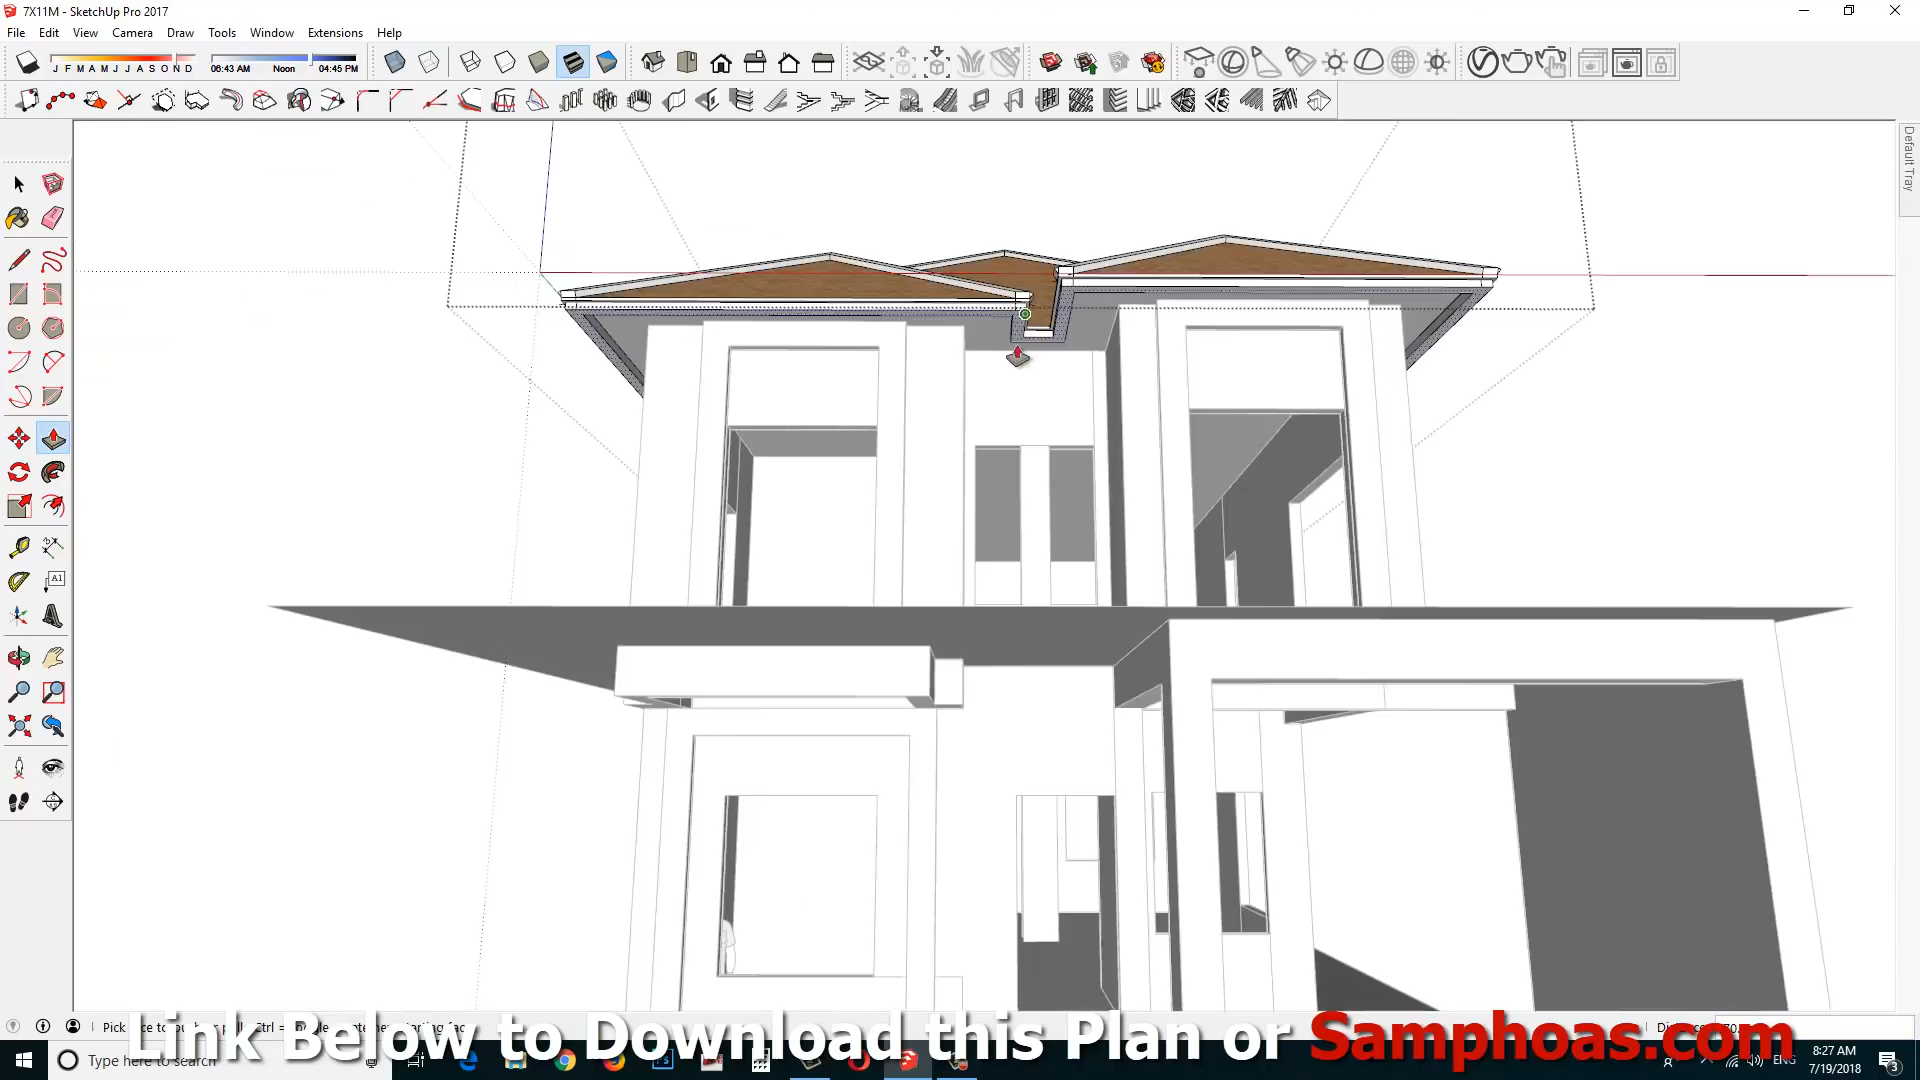 7X11M - SketchUp Pro 2017
File Edit View Camera Draw Tools Window Extensions Help
J F M A M J J A S O N D
06:43 AM Noon 04:45 PM
Default Tray
A1
Link Below to Download this Plan or Samphoas.com
Type here to search
ENG
8:27 AM
7/19/2018
3